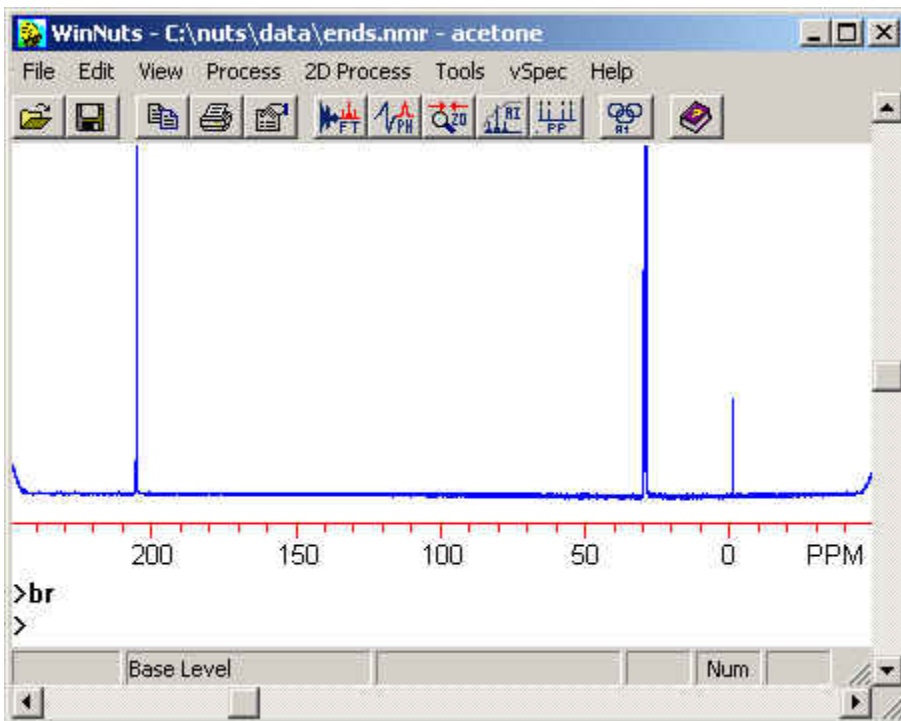 WinNuts - C:\nuts\data\ends.nmr - acetone
File Edit View Process 2D Process Tools vSpec Help
FT PH ZO RI PP
200 150 100 50 0 PPM
>br
>
Base Level Num